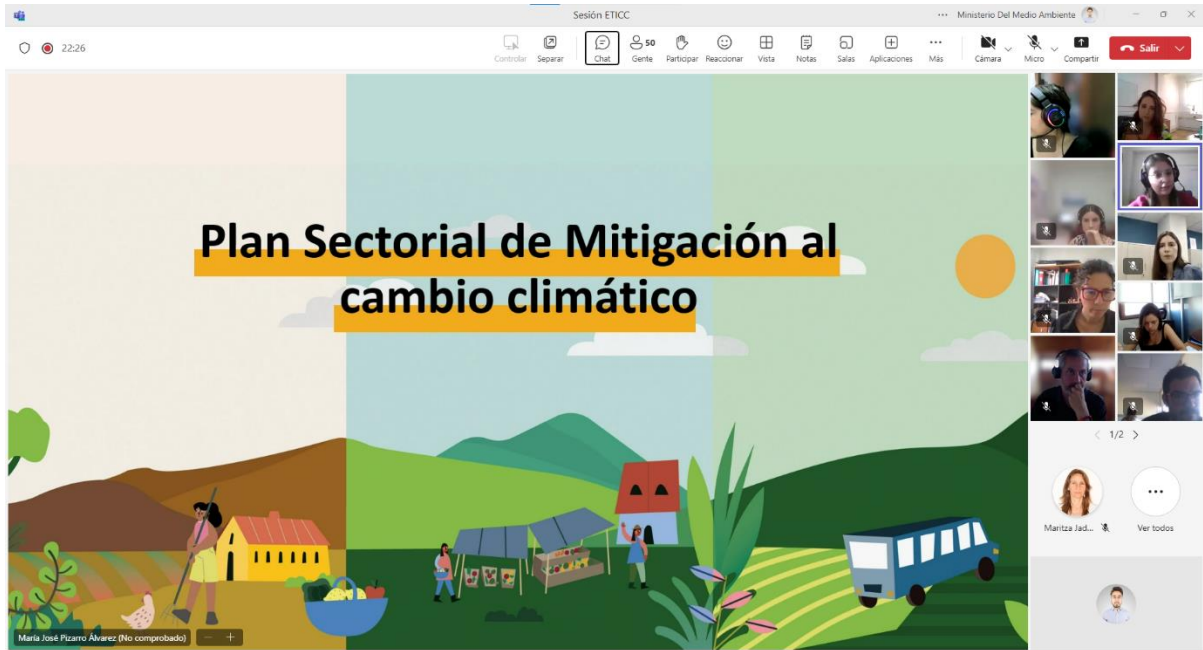 Sesión ETICC
Ministerio Del Medio Ambiente
22:26
Controlar
Separar
Chat
50
Gente
Participar
Reaccionar
Vista
Notas
Salas
Aplicaciones
Más
Cámara
Micro
Compartir
Salir
Plan Sectorial de Mitigación al
cambio climático
1/2
Maritza Jad...
Ver todos
María José Pizarro Álvarez (No comprobado)